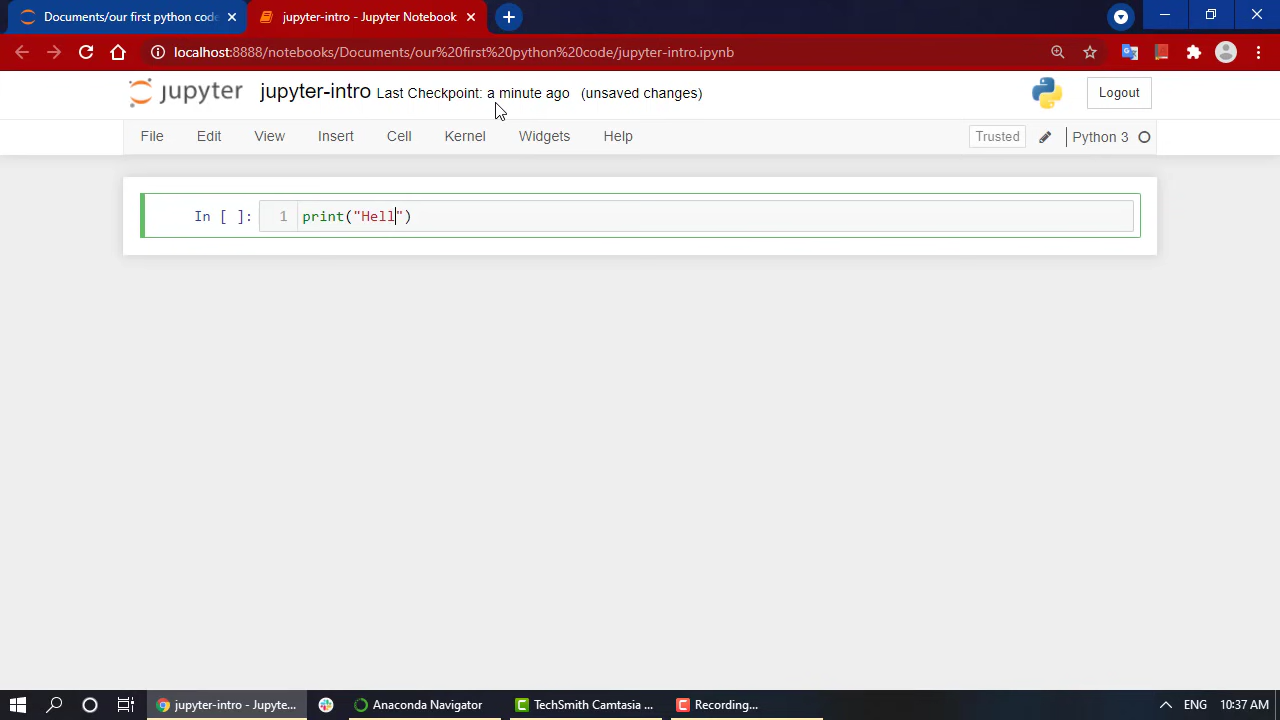 Documents/our first python code
jupyter-intro - Jupyter Notebook
localhost:8888/notebooks/Documents/our%20first%20python%20code/jupyter-intro.ipynb
jupyter jupyter-intro Last Checkpoint: a minute ago (unsaved changes) Logout
File Edit View Insert Cell Kernel Widgets Help Trusted Python 3
In [ ]: 1 print("Hell")
jupyter-intro - Jupyte... Anaconda Navigator TechSmith Camtasia ... Recording... ENG 10:37 AM